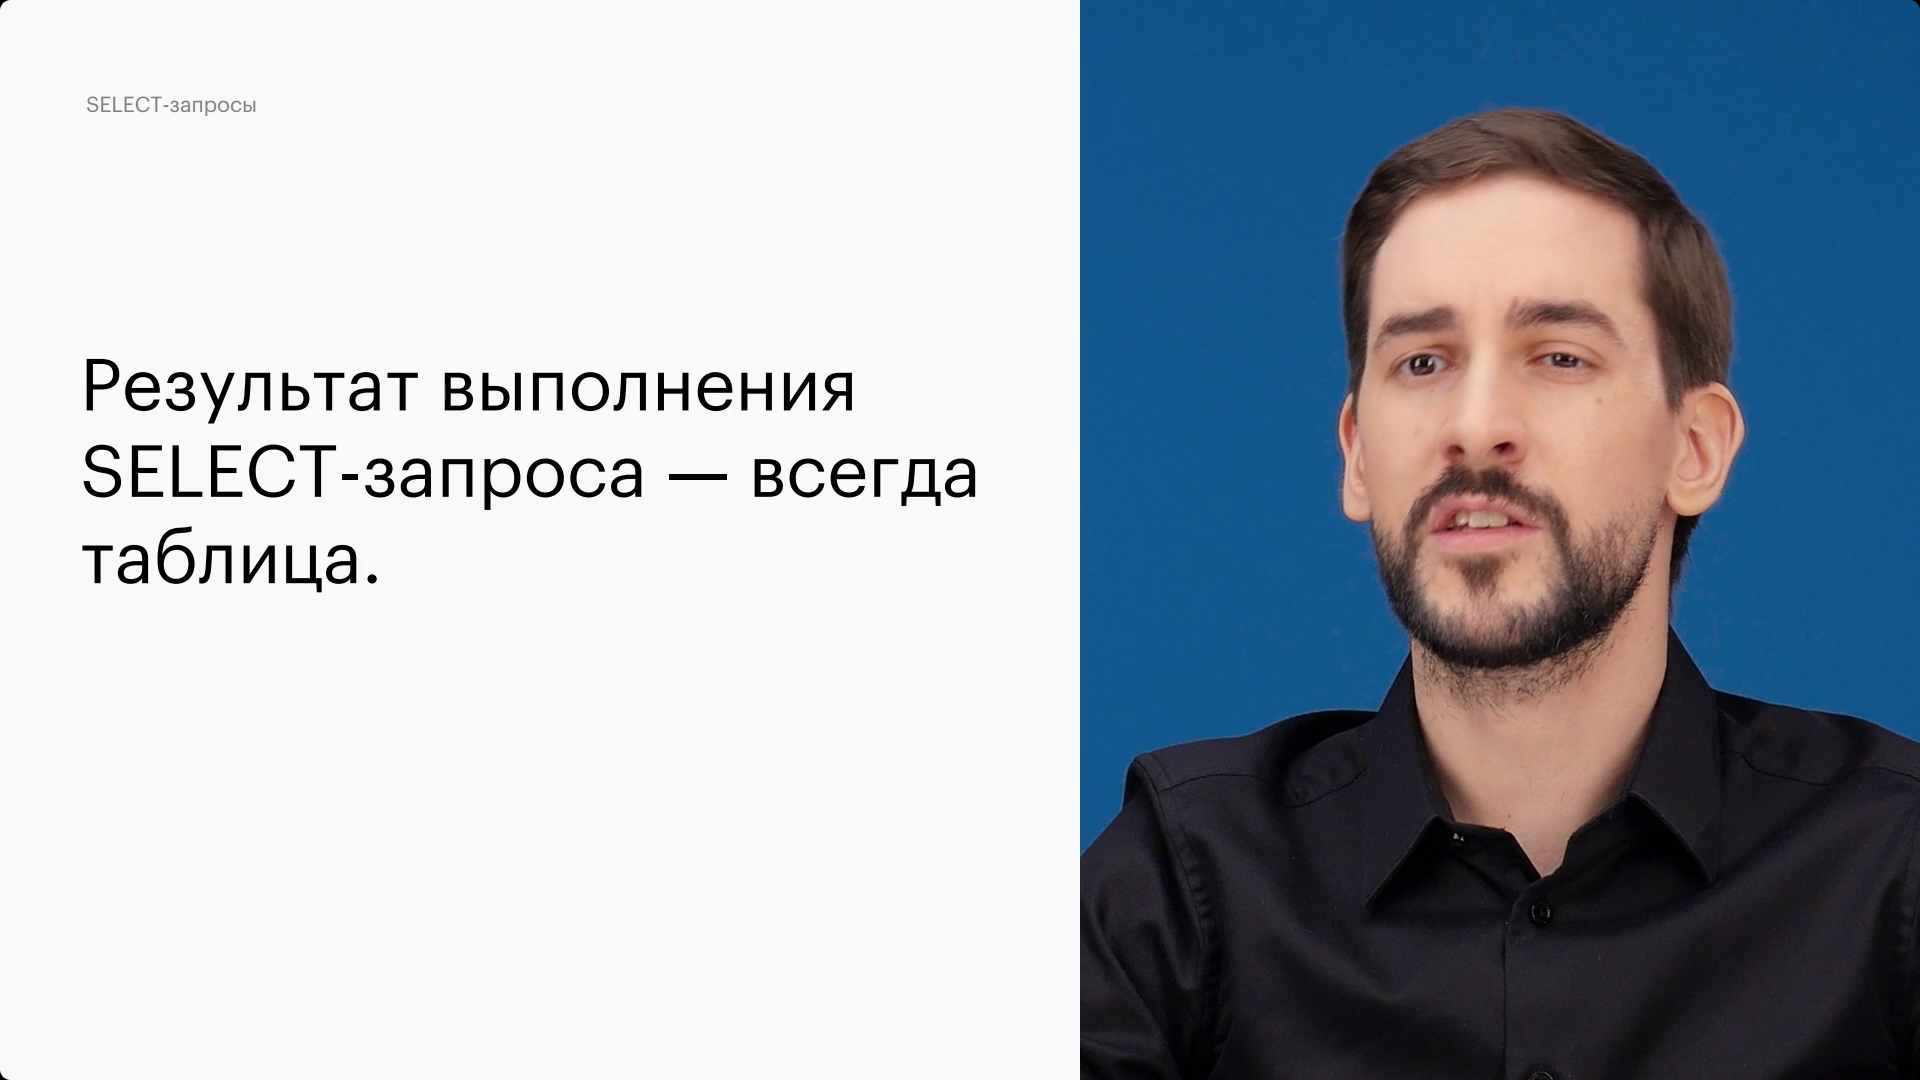 SELECT-запросы
Результат выполнения
SELECT-запроса — всегда
таблица.